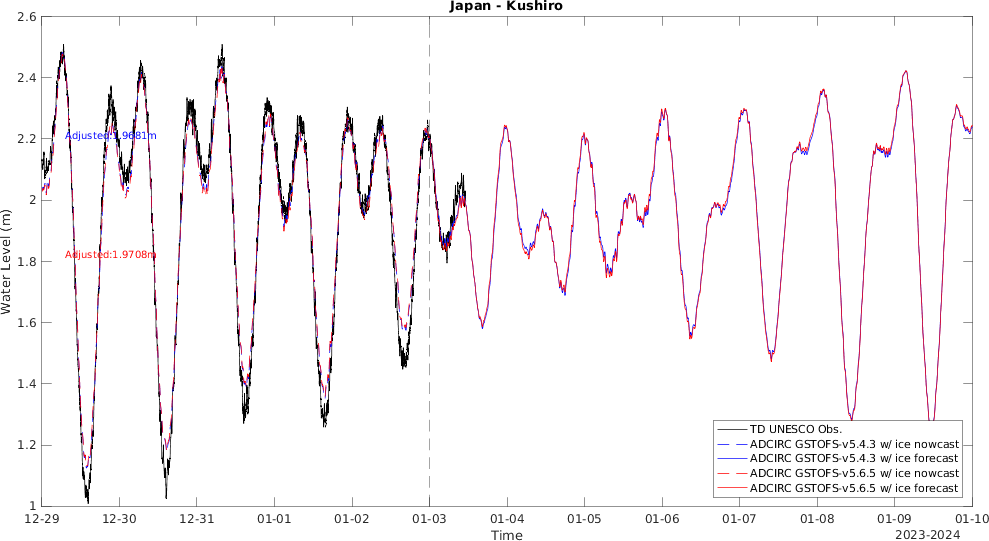 Japan - Kushiro
2.6
2.4
2.2
2
1.8
1.6
1.4
1.2
1
Water Level (m)
Adjusted:1.9681m
Adjusted:1.9708m
TD UNESCO Obs.
ADCIRC GSTOFS-v5.4.3 w/ ice nowcast
ADCIRC GSTOFS-v5.4.3 w/ ice forecast
ADCIRC GSTOFS-v5.6.5 w/ ice nowcast
ADCIRC GSTOFS-v5.6.5 w/ ice forecast
12-29 12-30 12-31 01-01 01-02 01-03 01-04 01-05 01-06 01-07 01-08 01-09 01-10
Time
2023-2024